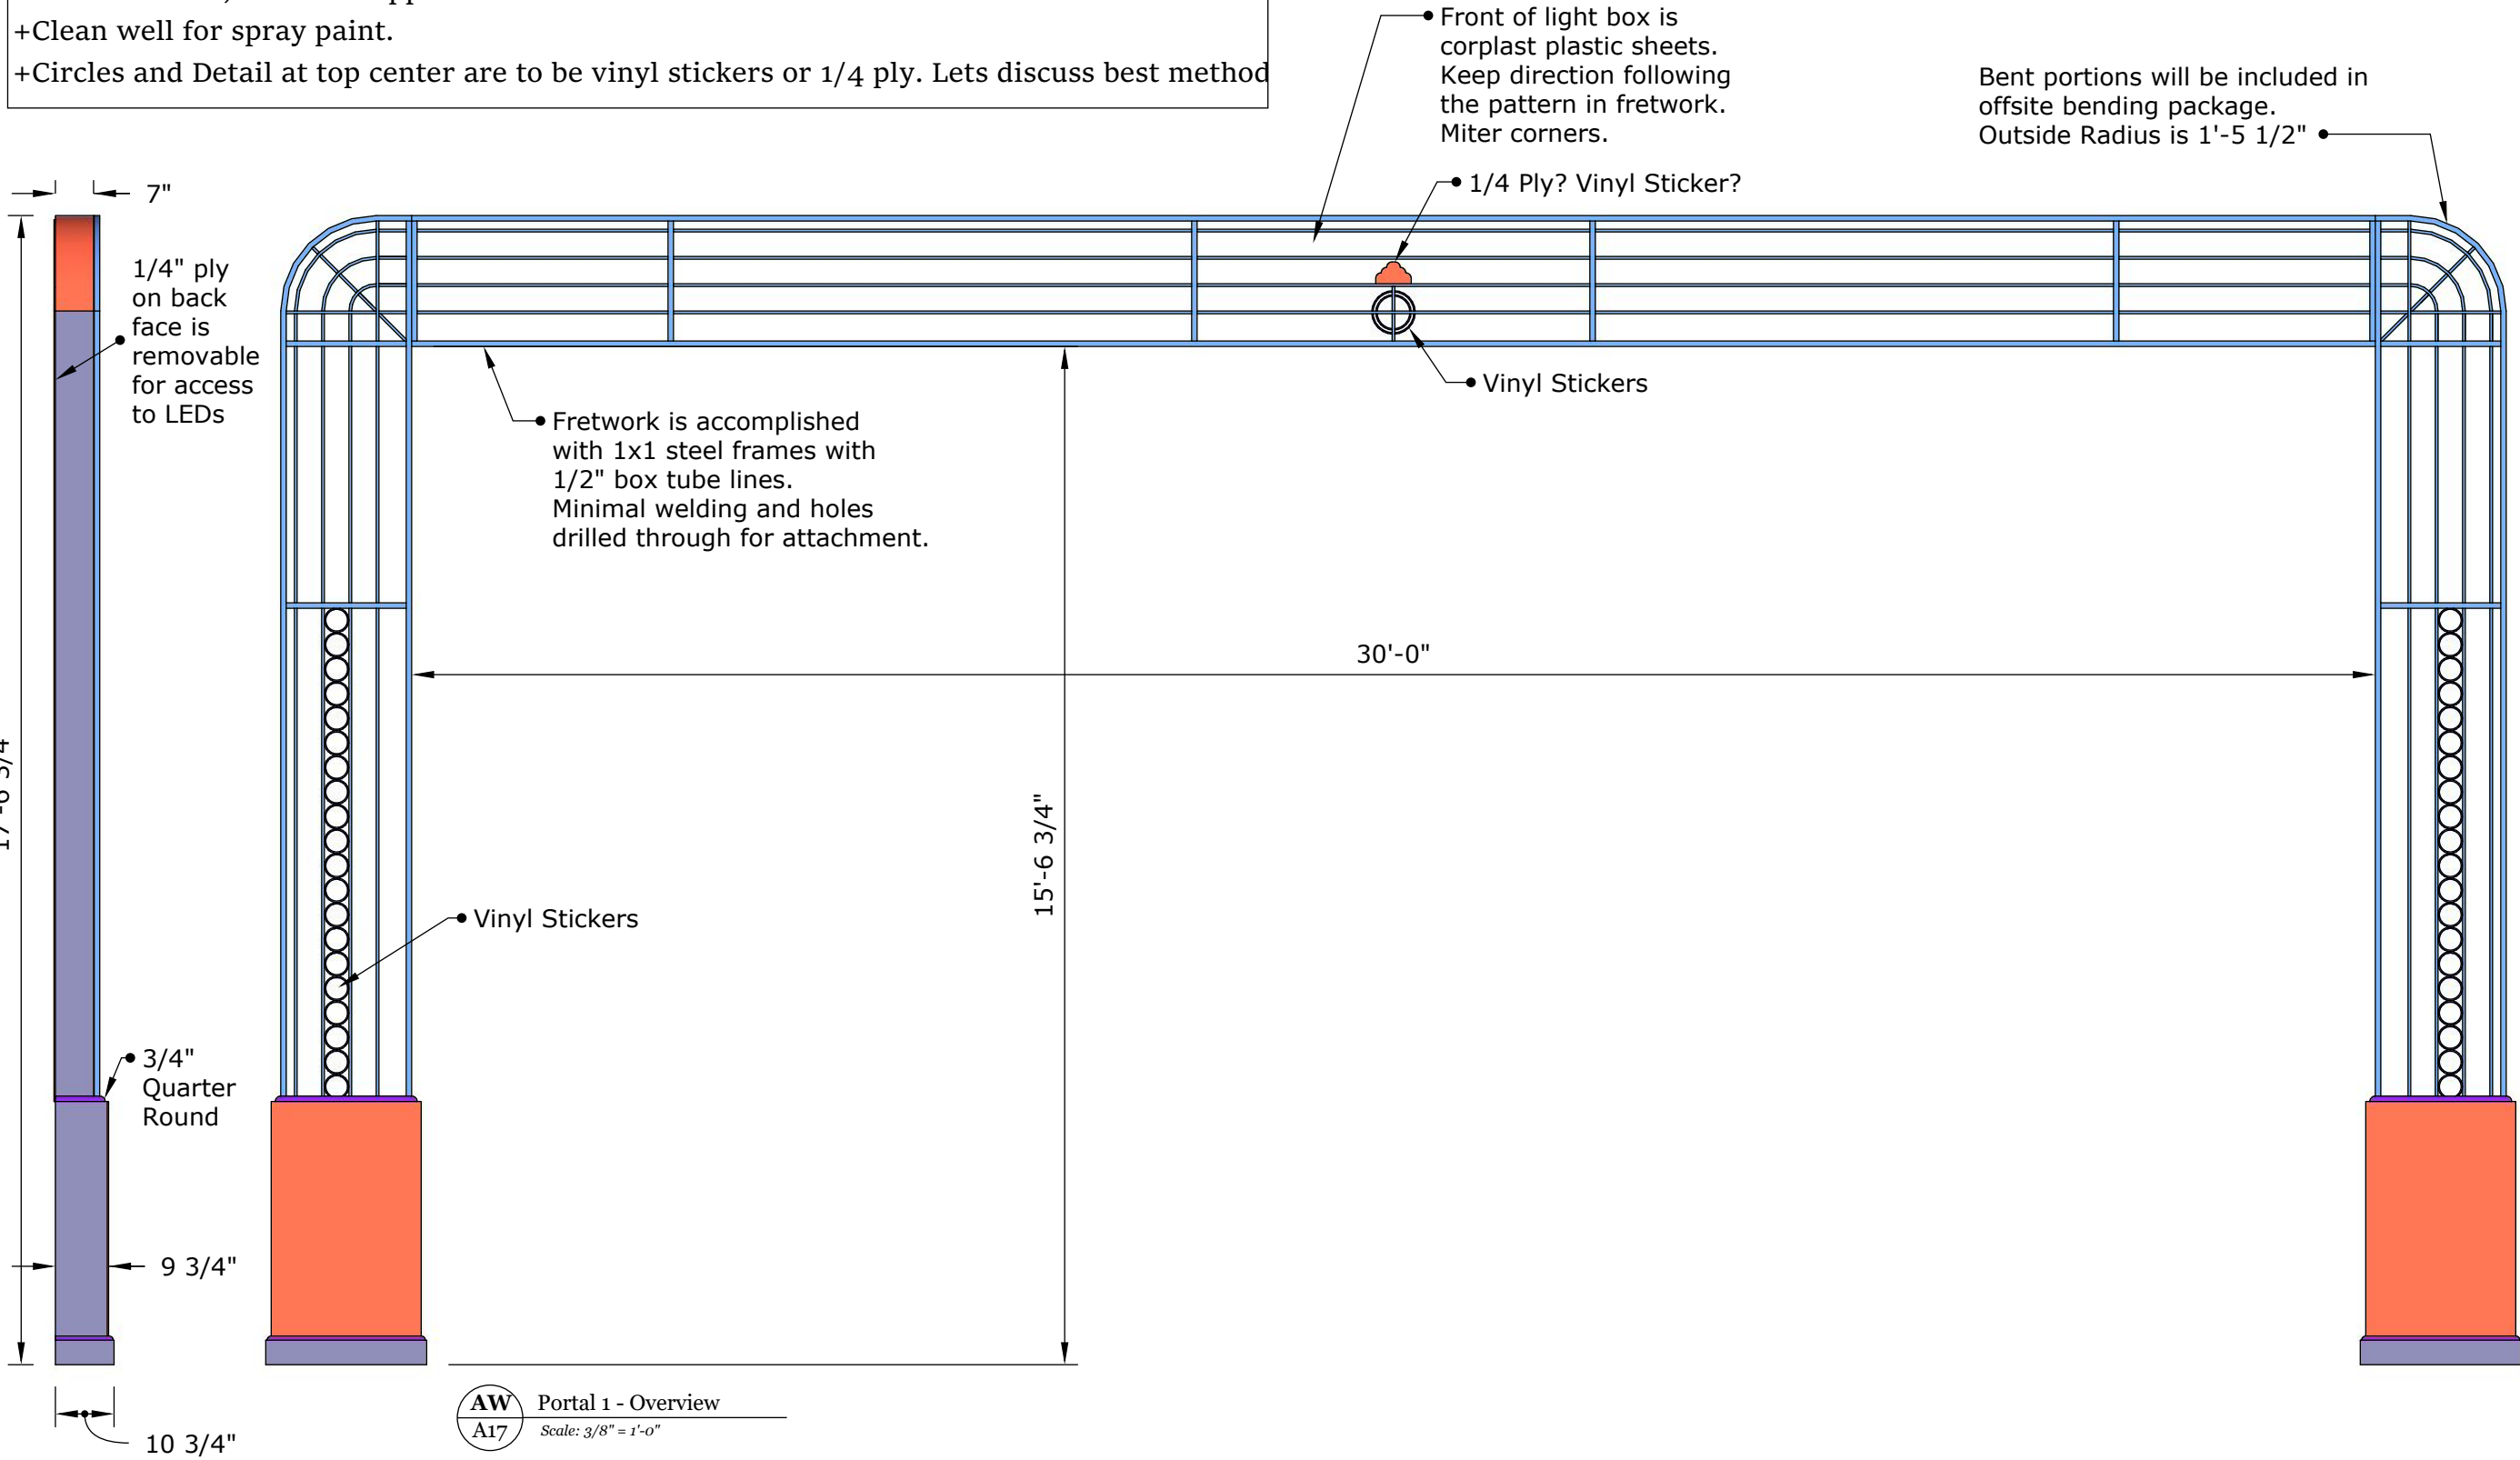 +Clean well for spray paint.
+Circles and Detail at top center are to be vinyl stickers or 1/4 ply. Lets discuss best method
Front of light box is
corplast plastic sheets.
Keep direction following
the pattern in fretwork.
Miter corners.
Bent portions will be included in
offsite bending package.
Outside Radius is 1'-5 1/2"
1/4 Ply? Vinyl Sticker?
7"
1/4" ply
on back
face is
removable
for access
to LEDs
Vinyl Stickers
Fretwork is accomplished
with 1x1 steel frames with
1/2" box tube lines.
Minimal welding and holes
drilled through for attachment.
30'-0"
15'-6 3/4"
Vinyl Stickers
3/4"
Quarter
Round
9 3/4"
10 3/4"
AW
A17
Portal 1 - Overview
Scale: 3/8" = 1'-0"